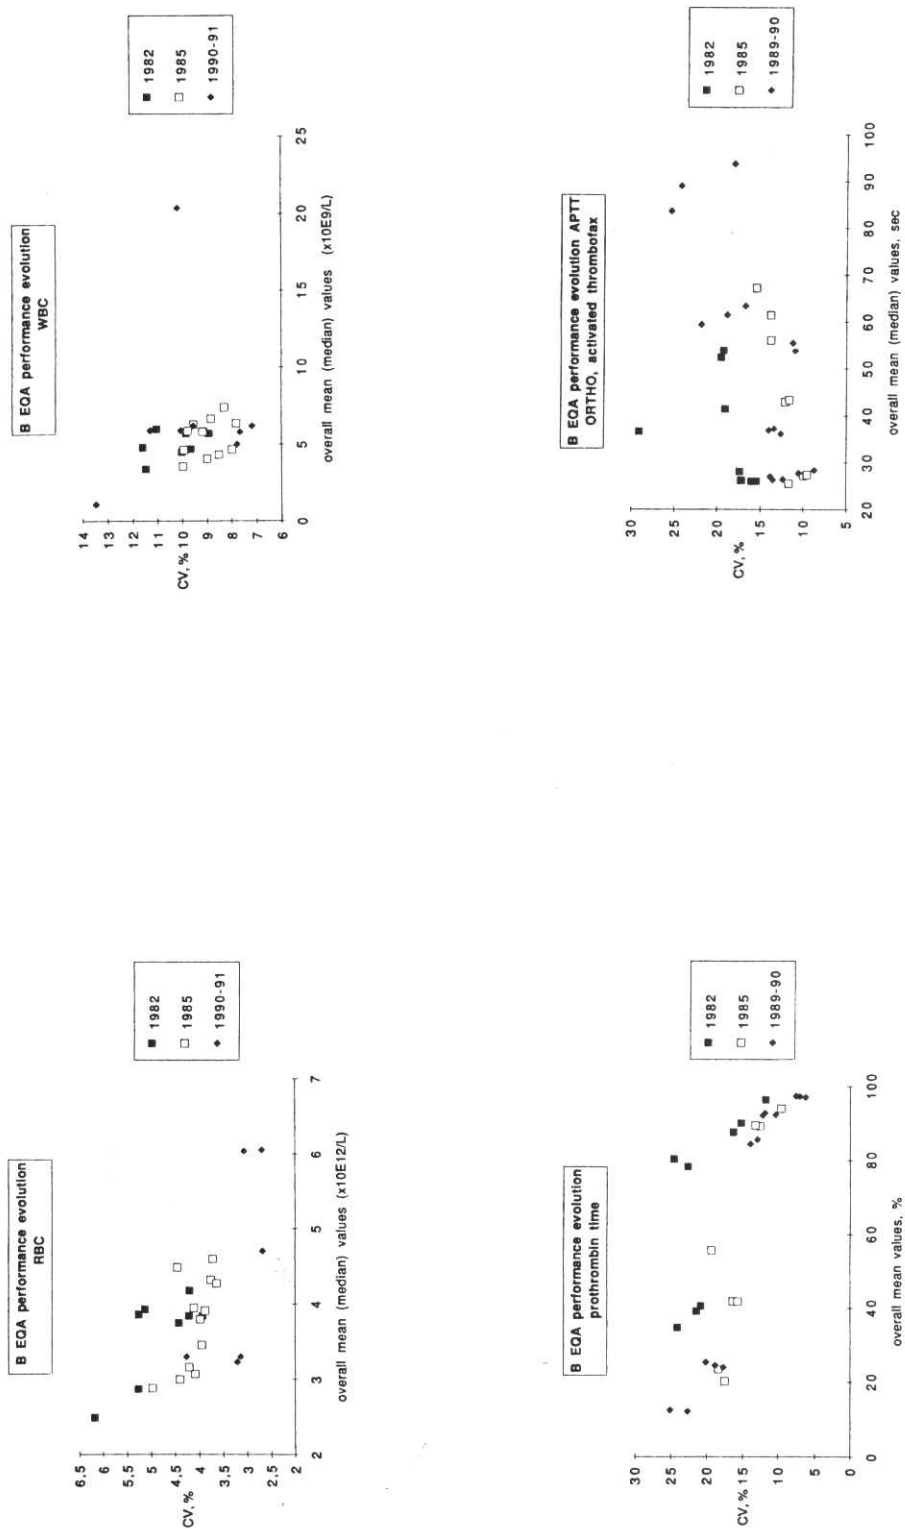 B EQA performance evolution
RBC
6.5
6
5.5
5
4.5
CV, % 4
3.5
3
2.5
2
2 3 4 5 6 7
overall mean (median) values (x10E12/L)
1982
1985
1990-91
B EQA performance evolution
WBC
14
13
12
11
CV, % 10
9
8
7
6
0 5 10 15 20 25
overall mean (median) values (x10E9/L)
1982
1985
1990-91
B EQA performance evolution
prothrombin time
30
25
20
CV, % 15
10
5
0
0 20 40 60 80 100
overall mean values, %
1982
1985
1989-90
B EQA performance evolution APTT
ORTHO, activated thrombofax
30
25
20
CV, %
15
10
5
20 30 40 50 60 70 80 90 100
overall mean (median) values, sec
1982
1985
1989-90